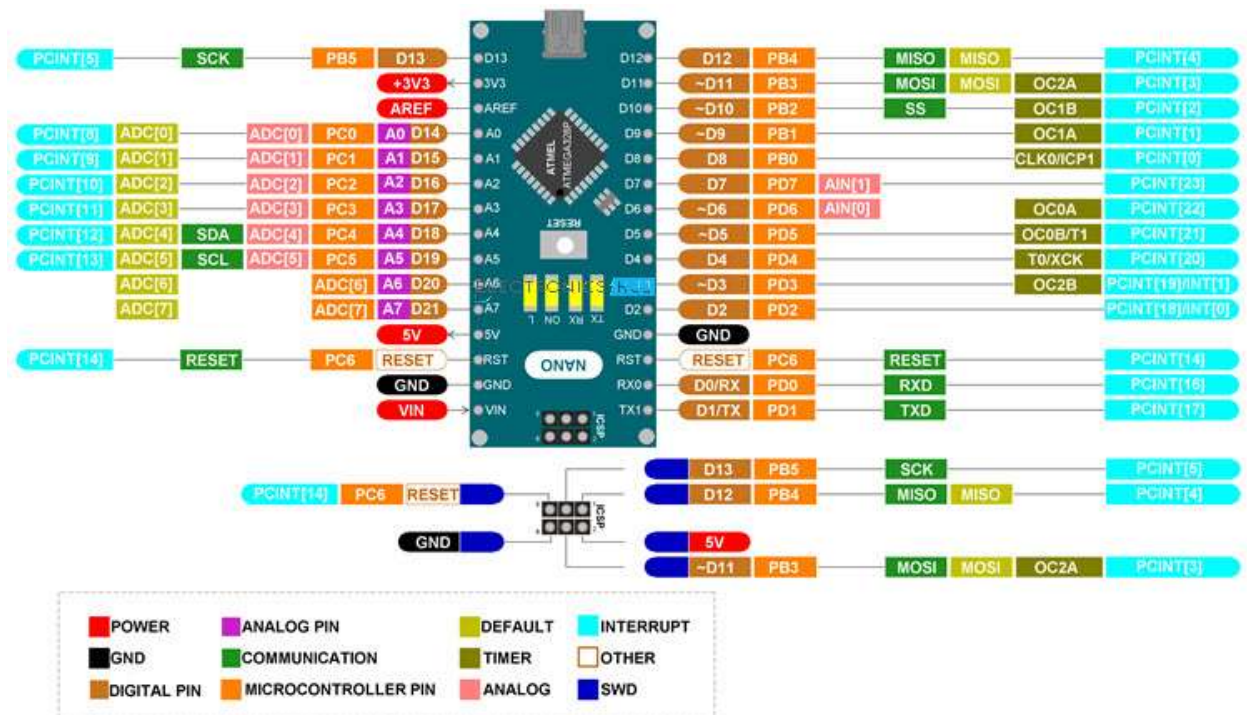 PCINT[5] SCK PB5 D13 D13 D12 D12 PB4 MISO MISO PCINT[4]
+3V3 3V3 D11 ~D11 PB3 MOSI MOSI OC2A PCINT[3]
AREF AREF D10 ~D10 PB2 SS OC1B PCINT[2]
PCINT[8] ADC[0] ADC[0] PC0 A0 D14 A0 D9 ~D9 PB1 OC1A PCINT[1]
PCINT[9] ADC[1] ADC[1] PC1 A1 D15 A1 D8 D8 PB0 CLK0/ICP1 PCINT[0]
ATMEL
ATMEGA328P
PCINT[10] ADC[2] ADC[2] PC2 A2 D16 A2 D7 D7 PD7 AIN[1] PCINT[23]
PCINT[11] ADC[3] ADC[3] PC3 A3 D17 A3 D6 ~D6 PD6 AIN[0] OC0A PCINT[22]
RESET
PCINT[12] ADC[4] SDA ADC[4] PC4 A4 D18 A4 D5 ~D5 PD5 OC0B/T1 PCINT[21]
PCINT[13] ADC[5] SCL ADC[5] PC5 A5 D19 A5 D4 D4 PD4 T0/XCK PCINT[20]
ADC[6] ADC[6] A6 D20 A6 ~D3 PD3 OC2B PCINT[19]/INT[1]
ADC[7] ADC[7] A7 D21 A7 D2 D2 PD2 PCINT[18]/INT[0]
L ON RX TX
5V 5V GND GND
PCINT[14] RESET PC6 RESET RST NANO RST RESET PC6 RESET PCINT[14]
GND GND RX0 D0/RX PD0 RXD PCINT[16]
VIN VIN TX1 D1/TX PD1 TXD PCINT[17]
ICSP
D13 PB5 SCK PCINT[5]
PCINT[14] PC6 RESET D12 PB4 MISO MISO PCINT[4]
ICSP
GND 5V
~D11 PB3 MOSI MOSI OC2A PCINT[3]
POWER ANALOG PIN DEFAULT INTERRUPT
GND COMMUNICATION TIMER OTHER
DIGITAL PIN MICROCONTROLLER PIN ANALOG SWD